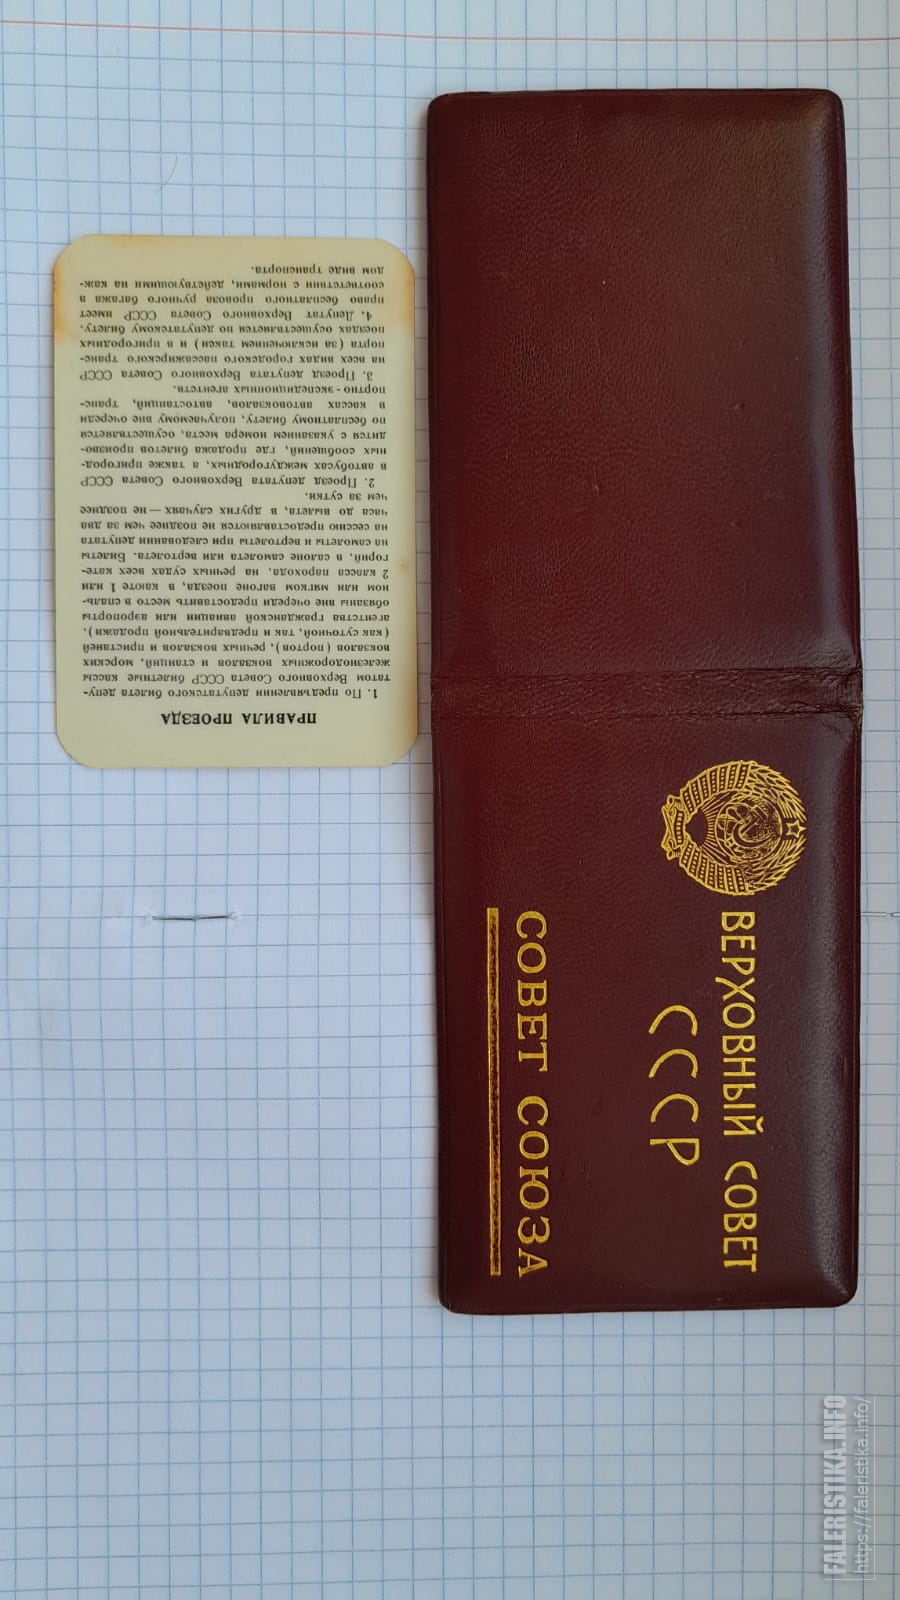 ПРАВИЛА ПРОЕЗДА
1. По предъявлении депутатского билета депу-
татом Верховного Совета СССР билетные кассы
железнодорожных вокзалов и станций, морских
вокзалов (портов), речных вокзалов и пристаней
(как суточной, так и предварительной продажи),
агентства гражданской авиации или аэропорты
обязаны вне очереди предоставить место в спаль-
ном или мягком вагоне поезда, в каюте 1 или
2 класса парохода, на речных судах всех кате-
горий, в салоне самолета или вертолета. Билеты
на самолеты и вертолеты при следовании депутата
на сессию предоставляются не позднее чем за два
часа до вылета, в других случаях — не позднее
чем за сутки.
2. Проезд депутата Верховного Совета СССР
в автобусах междугородных, а также пригород-
ных сообщений, где продажа билетов произво-
дится с указанием номера места, осуществляется
по бесплатному билету, получаемому вне очереди
в кассах автовокзалов, автостанций, транс-
портно-экспедиционных агентств.
3. Проезд депутата Верховного Совета СССР
на всех видах городского пассажирского транс-
порта (за исключением такси) и в пригородных
поездах осуществляется по депутатскому билету.
4. Депутат Верховного Совета СССР имеет
право бесплатного провоза ручного багажа в
соответствии с нормами, действующими на каж-
дом виде транспорта.
ВЕРХОВНЫЙ СОВЕТ
СССР
СОВЕТ СОЮЗА
FALERISTIKA.INFO
https://faleristika.info/